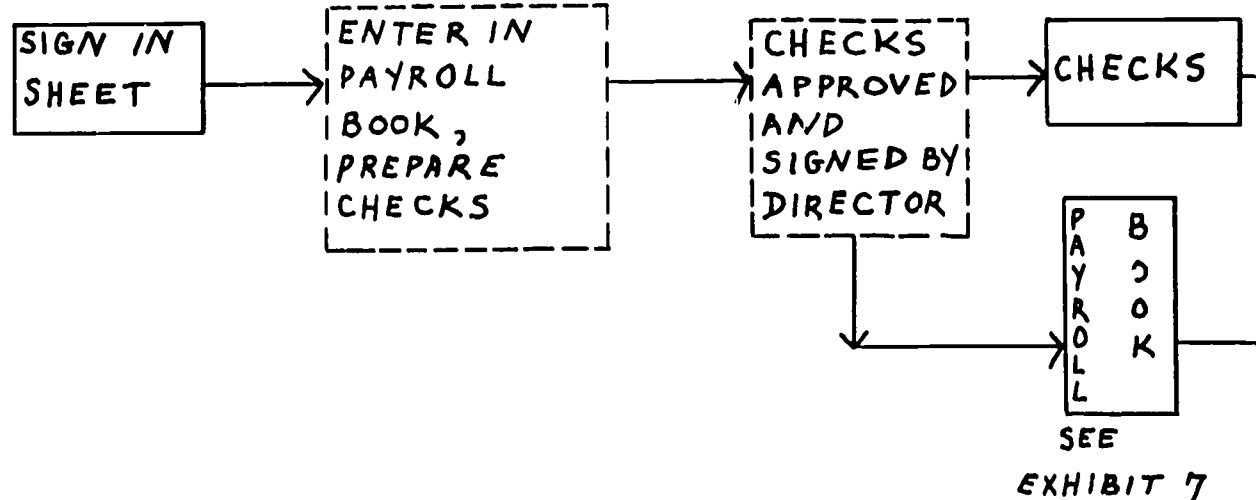 SIGN IN
SHEET
ENTER IN
PAYROLL
BOOK,
PREPARE
CHECKS
CHECKS
APPROVED
AND
SIGNED BY
DIRECTOR
CHECKS
PAYROLL
BOOK
SEE
EXHIBIT 7